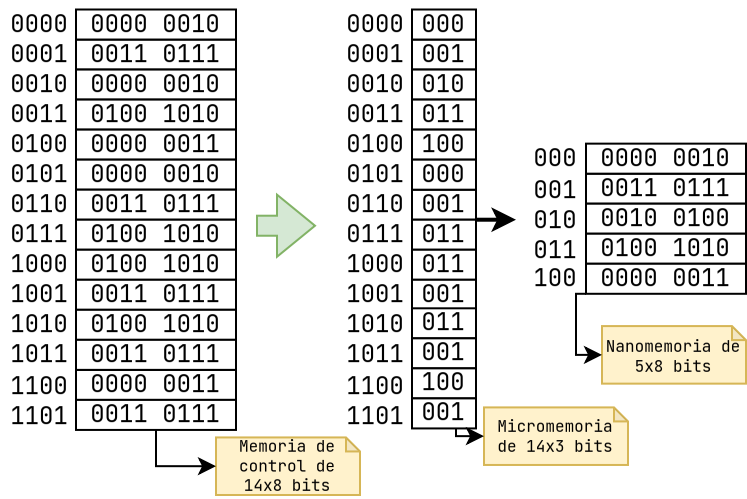 0000 0000 0010
0001 0011 0111
0010 0000 0010
0011 0100 1010
0100 0000 0011
0101 0000 0010
0110 0011 0111
0111 0100 1010
1000 0100 1010
1001 0011 0111
1010 0100 1010
1011 0011 0111
1100 0000 0011
1101 0011 0111
Memoria de
control de
14x8 bits
0000 000
0001 001
0010 010
0011 011
0100 100
0101 000
0110 001
0111 011
1000 011
1001 001
1010 011
1011 001
1100 100
1101 001
Micromemoria
de 14x3 bits
000 0000 0010
001 0011 0111
010 0010 0100
011 0100 1010
100 0000 0011
Nanomemoria de
5x8 bits